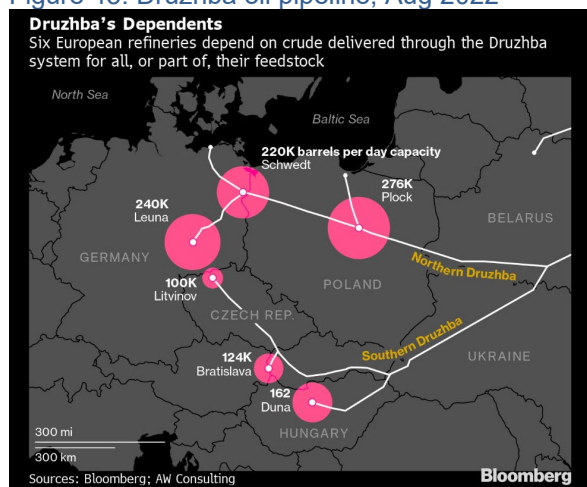 Figure 43: Druzhba oil pipeline, Aug 2022
Druzhba's Dependents
Six European refineries depend on crude delivered through the Druzhba
system for all, or part of, their feedstock
North Sea
Baltic Sea
220K barrels per day capacity
Schwedt
276K
Plock
240K
Leuna
BELARUS
GERMANY
Northern Druzhba
100K
Litvinov
POLAND
CZECH REP.
Southern Druzhba
UKRAINE
124K
Bratislava
162
Duna
HUNGARY
300 mi
300 km
Sources: Bloomberg; AW Consulting
Bloomberg